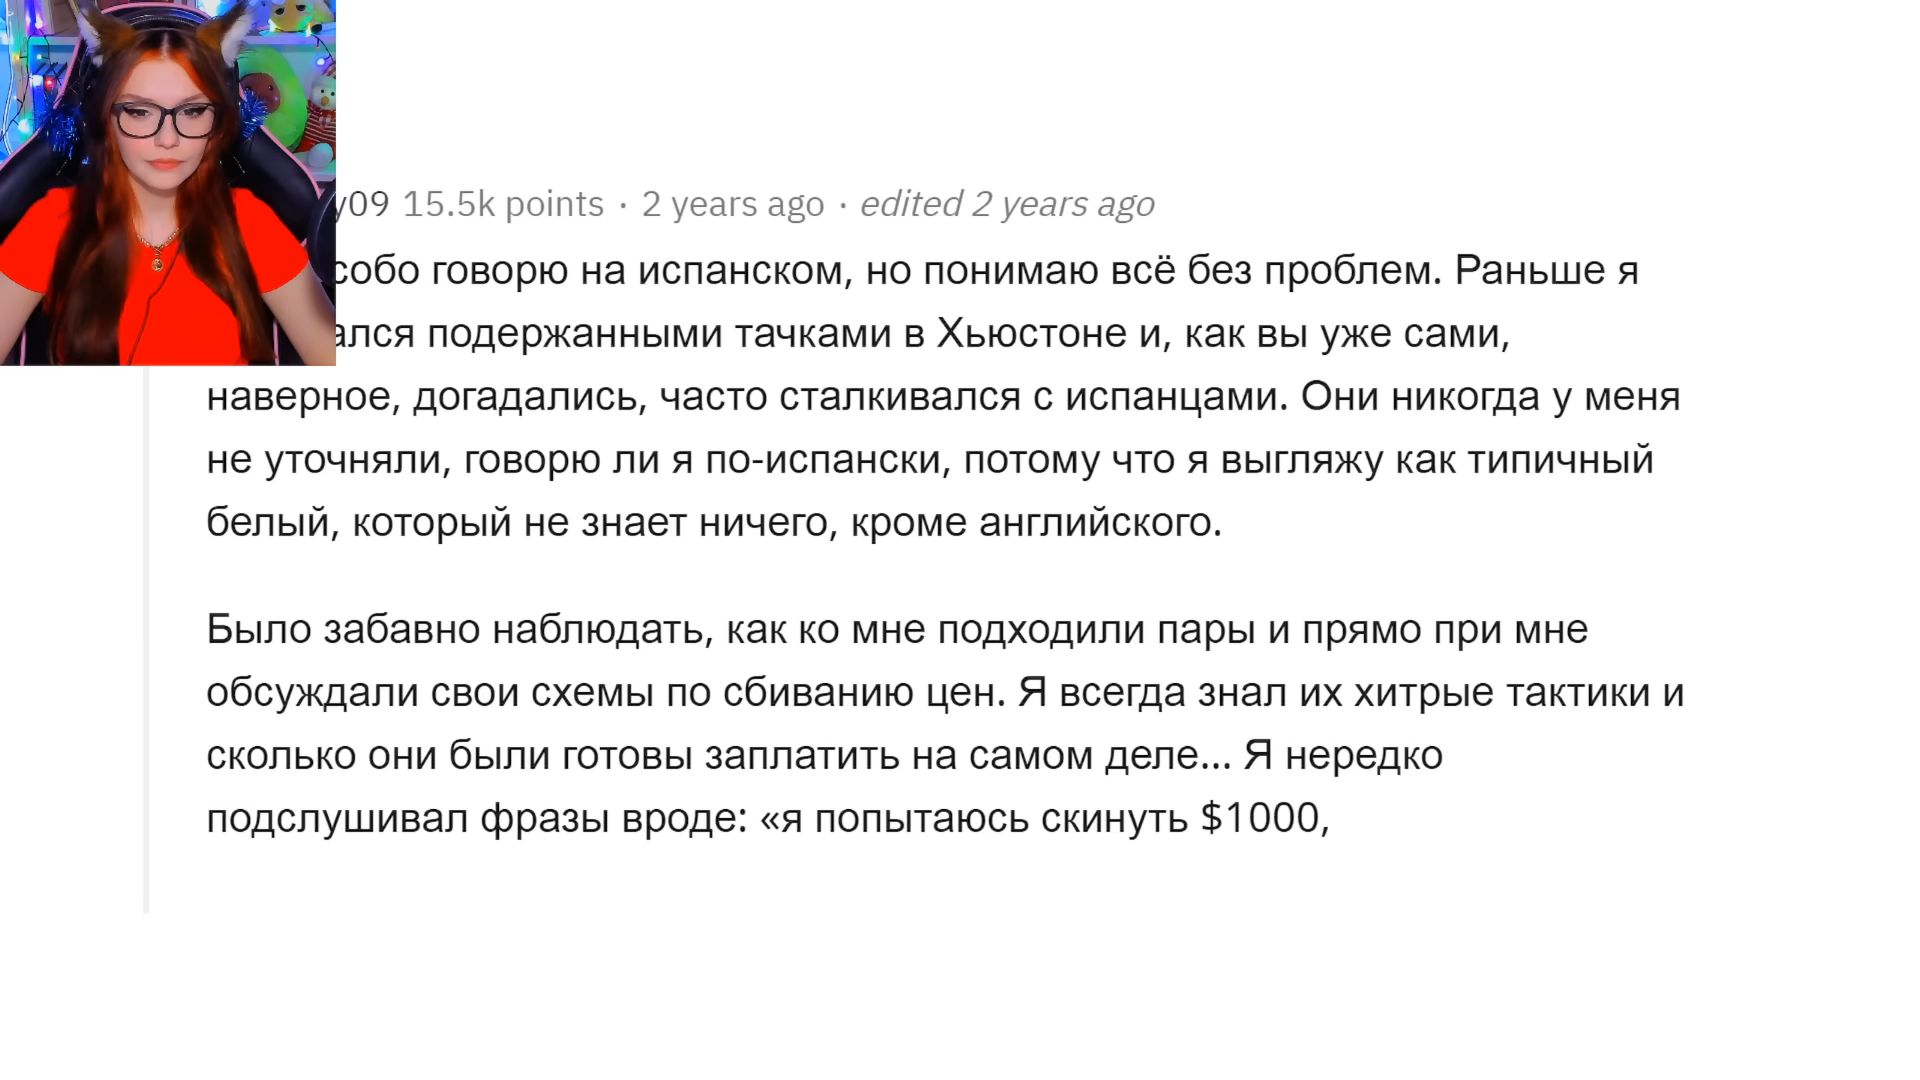 15.5k points · 2 years ago · edited 2 years ago
говорю на испанском, но понимаю всё без проблем. Раньше я
подержанными тачками в Хьюстоне и, как вы уже сами,
наверное, догадались, часто сталкивался с испанцами. Они никогда у меня
не уточняли, говорю ли я по-испански, потому что я выгляжу как типичный
белый, который не знает ничего, кроме английского.
Было забавно наблюдать, как ко мне подходили пары и прямо при мне
обсуждали свои схемы по сбиванию цен. Я всегда знал их хитрые тактики и
сколько они были готовы заплатить на самом деле... Я нередко
подслушивал фразы вроде: «я попытаюсь скинуть $1000,